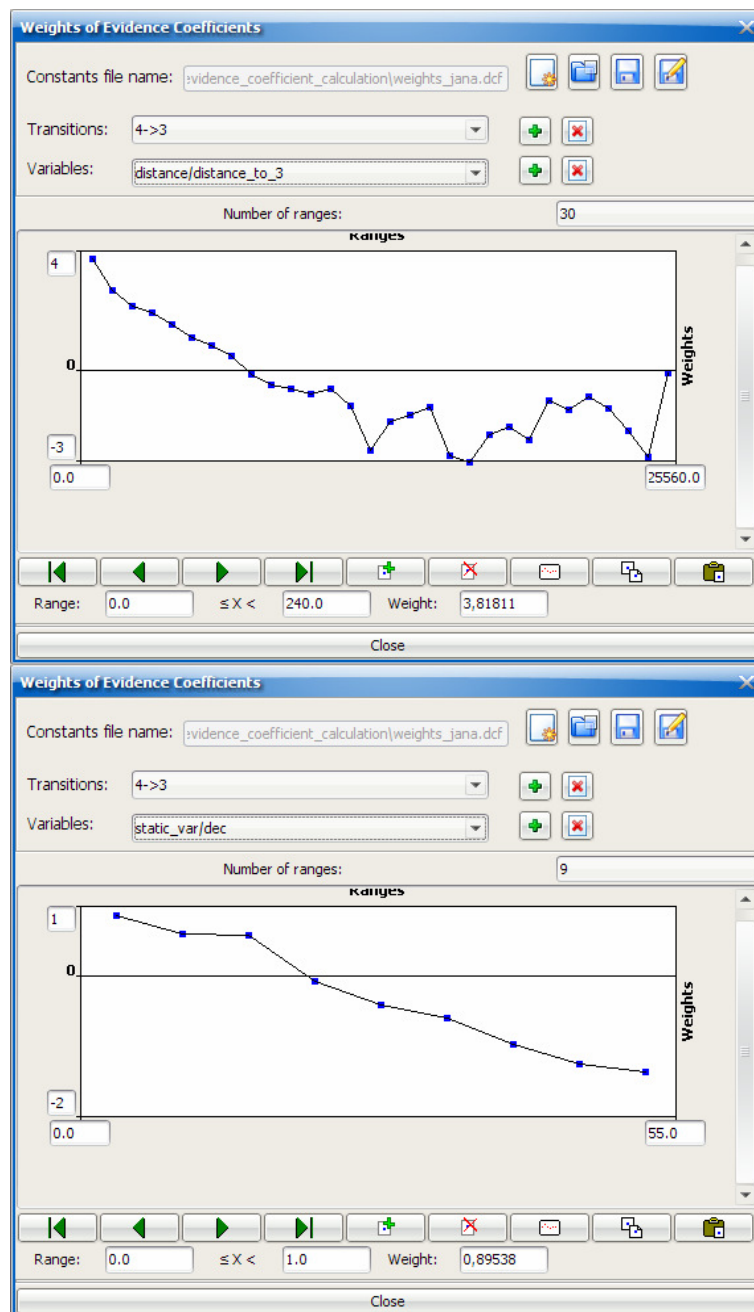 Weights of Evidence Coefficients
Constants file name: evidence_coefficient_calculation\weights_jana.dcf
Transitions: 4->3
Variables: distance/distance_to_3
Number of ranges: 30
Ranges
4
0
-3
Weights
0.0 25560.0
Range: 0.0 ≤ X < 240.0 Weight: 3,81811
Close
Weights of Evidence Coefficients
Constants file name: evidence_coefficient_calculation\weights_jana.dcf
Transitions: 4->3
Variables: static_var/dec
Number of ranges: 9
Ranges
1
0
-2
Weights
0.0 55.0
Range: 0.0 ≤ X < 1.0 Weight: 0,89538
Close